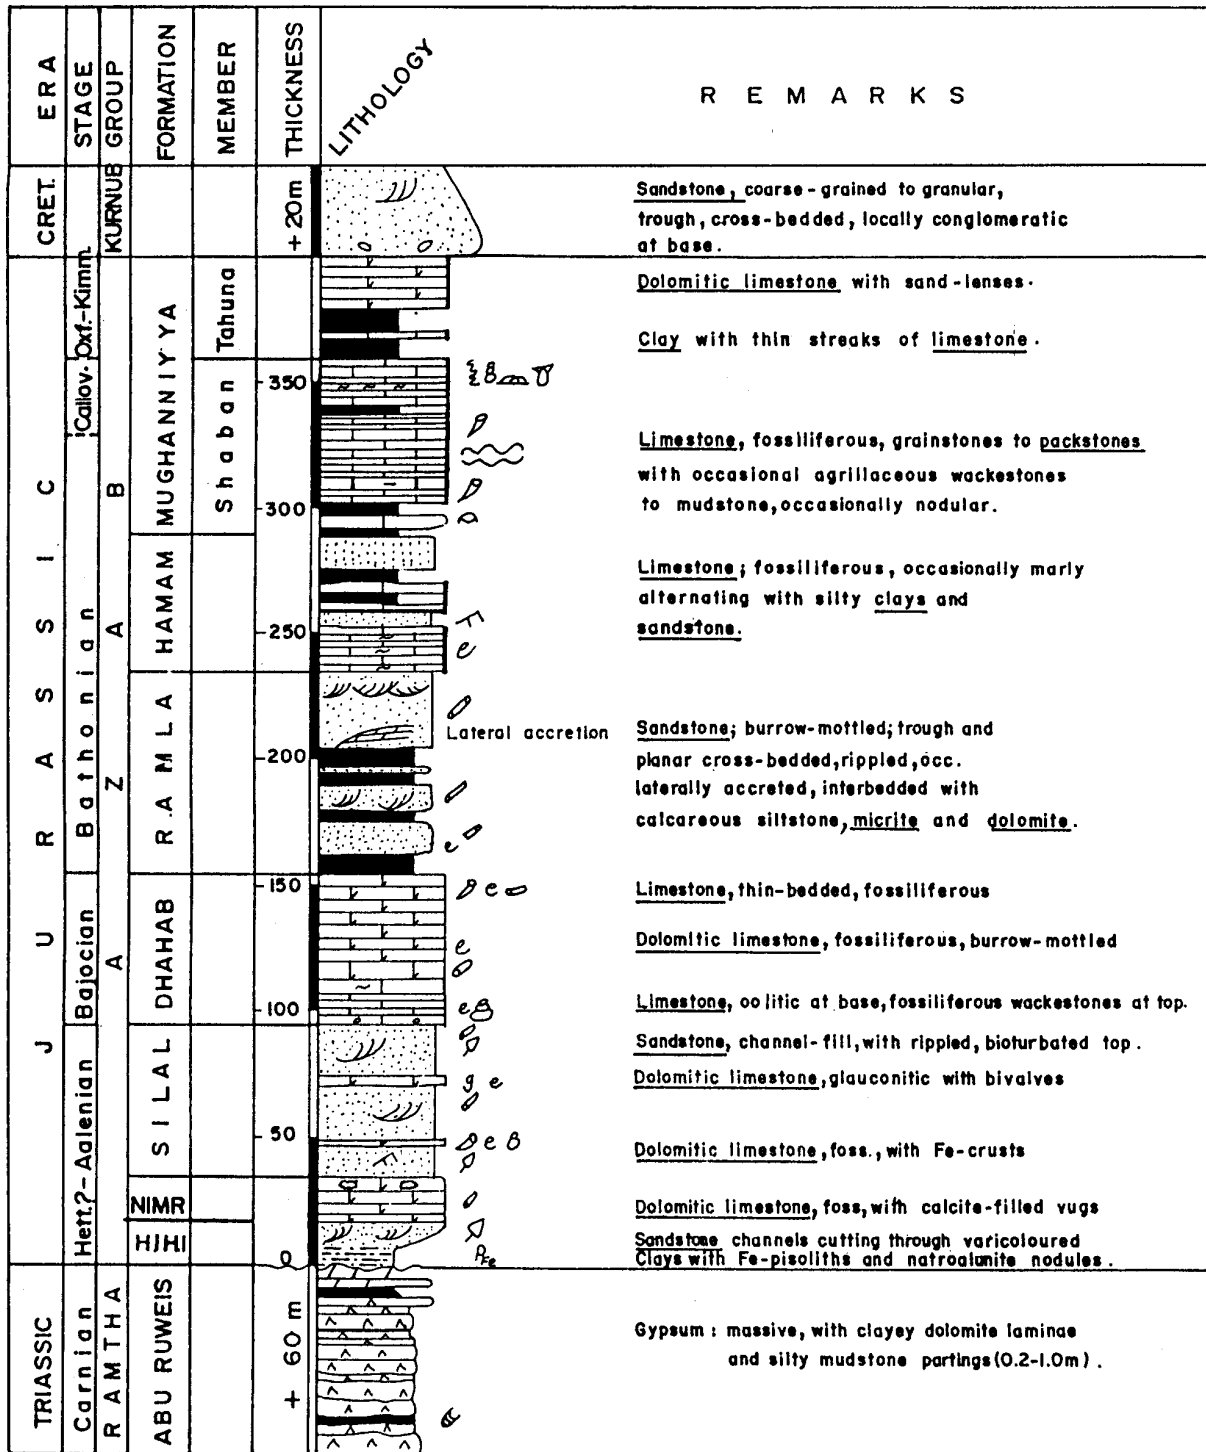 ERA
STAGE
GROUP
FORMATION
MEMBER
THICKNESS
LITHOLOGY
REMARKS
CRET.
KURNUB
+20m
Sandstone, coarse-grained to granular,
trough, cross-bedded, locally conglomeratic
at base.
JURASSIC
Oxf.-Kimm.
AZAB
MUGHANNIYYA
Tahuna
Dolomitic limestone with sand-lenses.
Clay with thin streaks of limestone.
Callov.
Shaban
350
Limestone, fossiliferous, grainstones to packstones
with occasional agrillaceous wackestones
to mudstone, occasionally nodular.
300
Bathonian
HAMAM
Limestone; fossiliferous, occasionally marly
alternating with silty clays and
sandstone.
250
e
RAMLA
Lateral accretion
200
Sandstone; burrow-mottled; trough and
planar cross-bedded, rippled, occ.
laterally accreted, interbedded with
calcareous siltstone, micrite and dolomite.
e
Bajocian
DHAHAB
150
e
Limestone, thin-bedded, fossiliferous
e
Dolomitic limestone, fossiliferous, burrow-mottled
100
e
Limestone, oolitic at base, fossiliferous wackestones at top.
Hett.?-Aalenian
SILAL
Sandstone, channel-fill, with rippled, bioturbated top.
g e
Dolomitic limestone, glauconitic with bivalves
50
e
Dolomitic limestone, foss., with Fe-crusts
NIMR
Dolomitic limestone, foss, with calcite-filled vugs
HJHI
Sandstone channels cutting through varicoloured
0
PFe
Clays with Fe-pisoliths and natroalunite nodules.
TRIASSIC
Carnian
RAMTHA
ABU RUWEIS
+60 m
Gypsum : massive, with clayey dolomite laminae
and silty mudstone partings (0.2-1.0m).